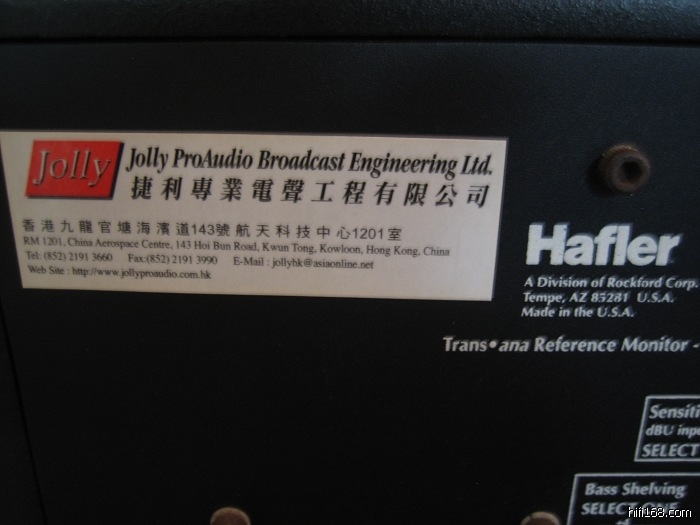 Jolly
Jolly ProAudio Broadcast Engineering Ltd.
捷利專業電聲工程有限公司
香港九龍官塘海濱道143號航天科技中心1201室
RM 1201, China Aerospace Centre, 143 Hoi Bun Road, Kwun Tong, Kowloon, Hong Kong, China
Tel: (852) 2191 3660 Fax:(852) 2191 3990 E-Mail : jollyhk@asiaonline.net
Web Site : http://www.jollyproaudio.com.hk
Hafler
A Division of Rockford Corp.
Tempe, AZ 85281 U.S.A.
Made in the U.S.A.
Trans•ana Reference Monitor -
Sensiti
dBU inpu
SELECT
Bass Shelving
SELECT ONE
hifi168.com